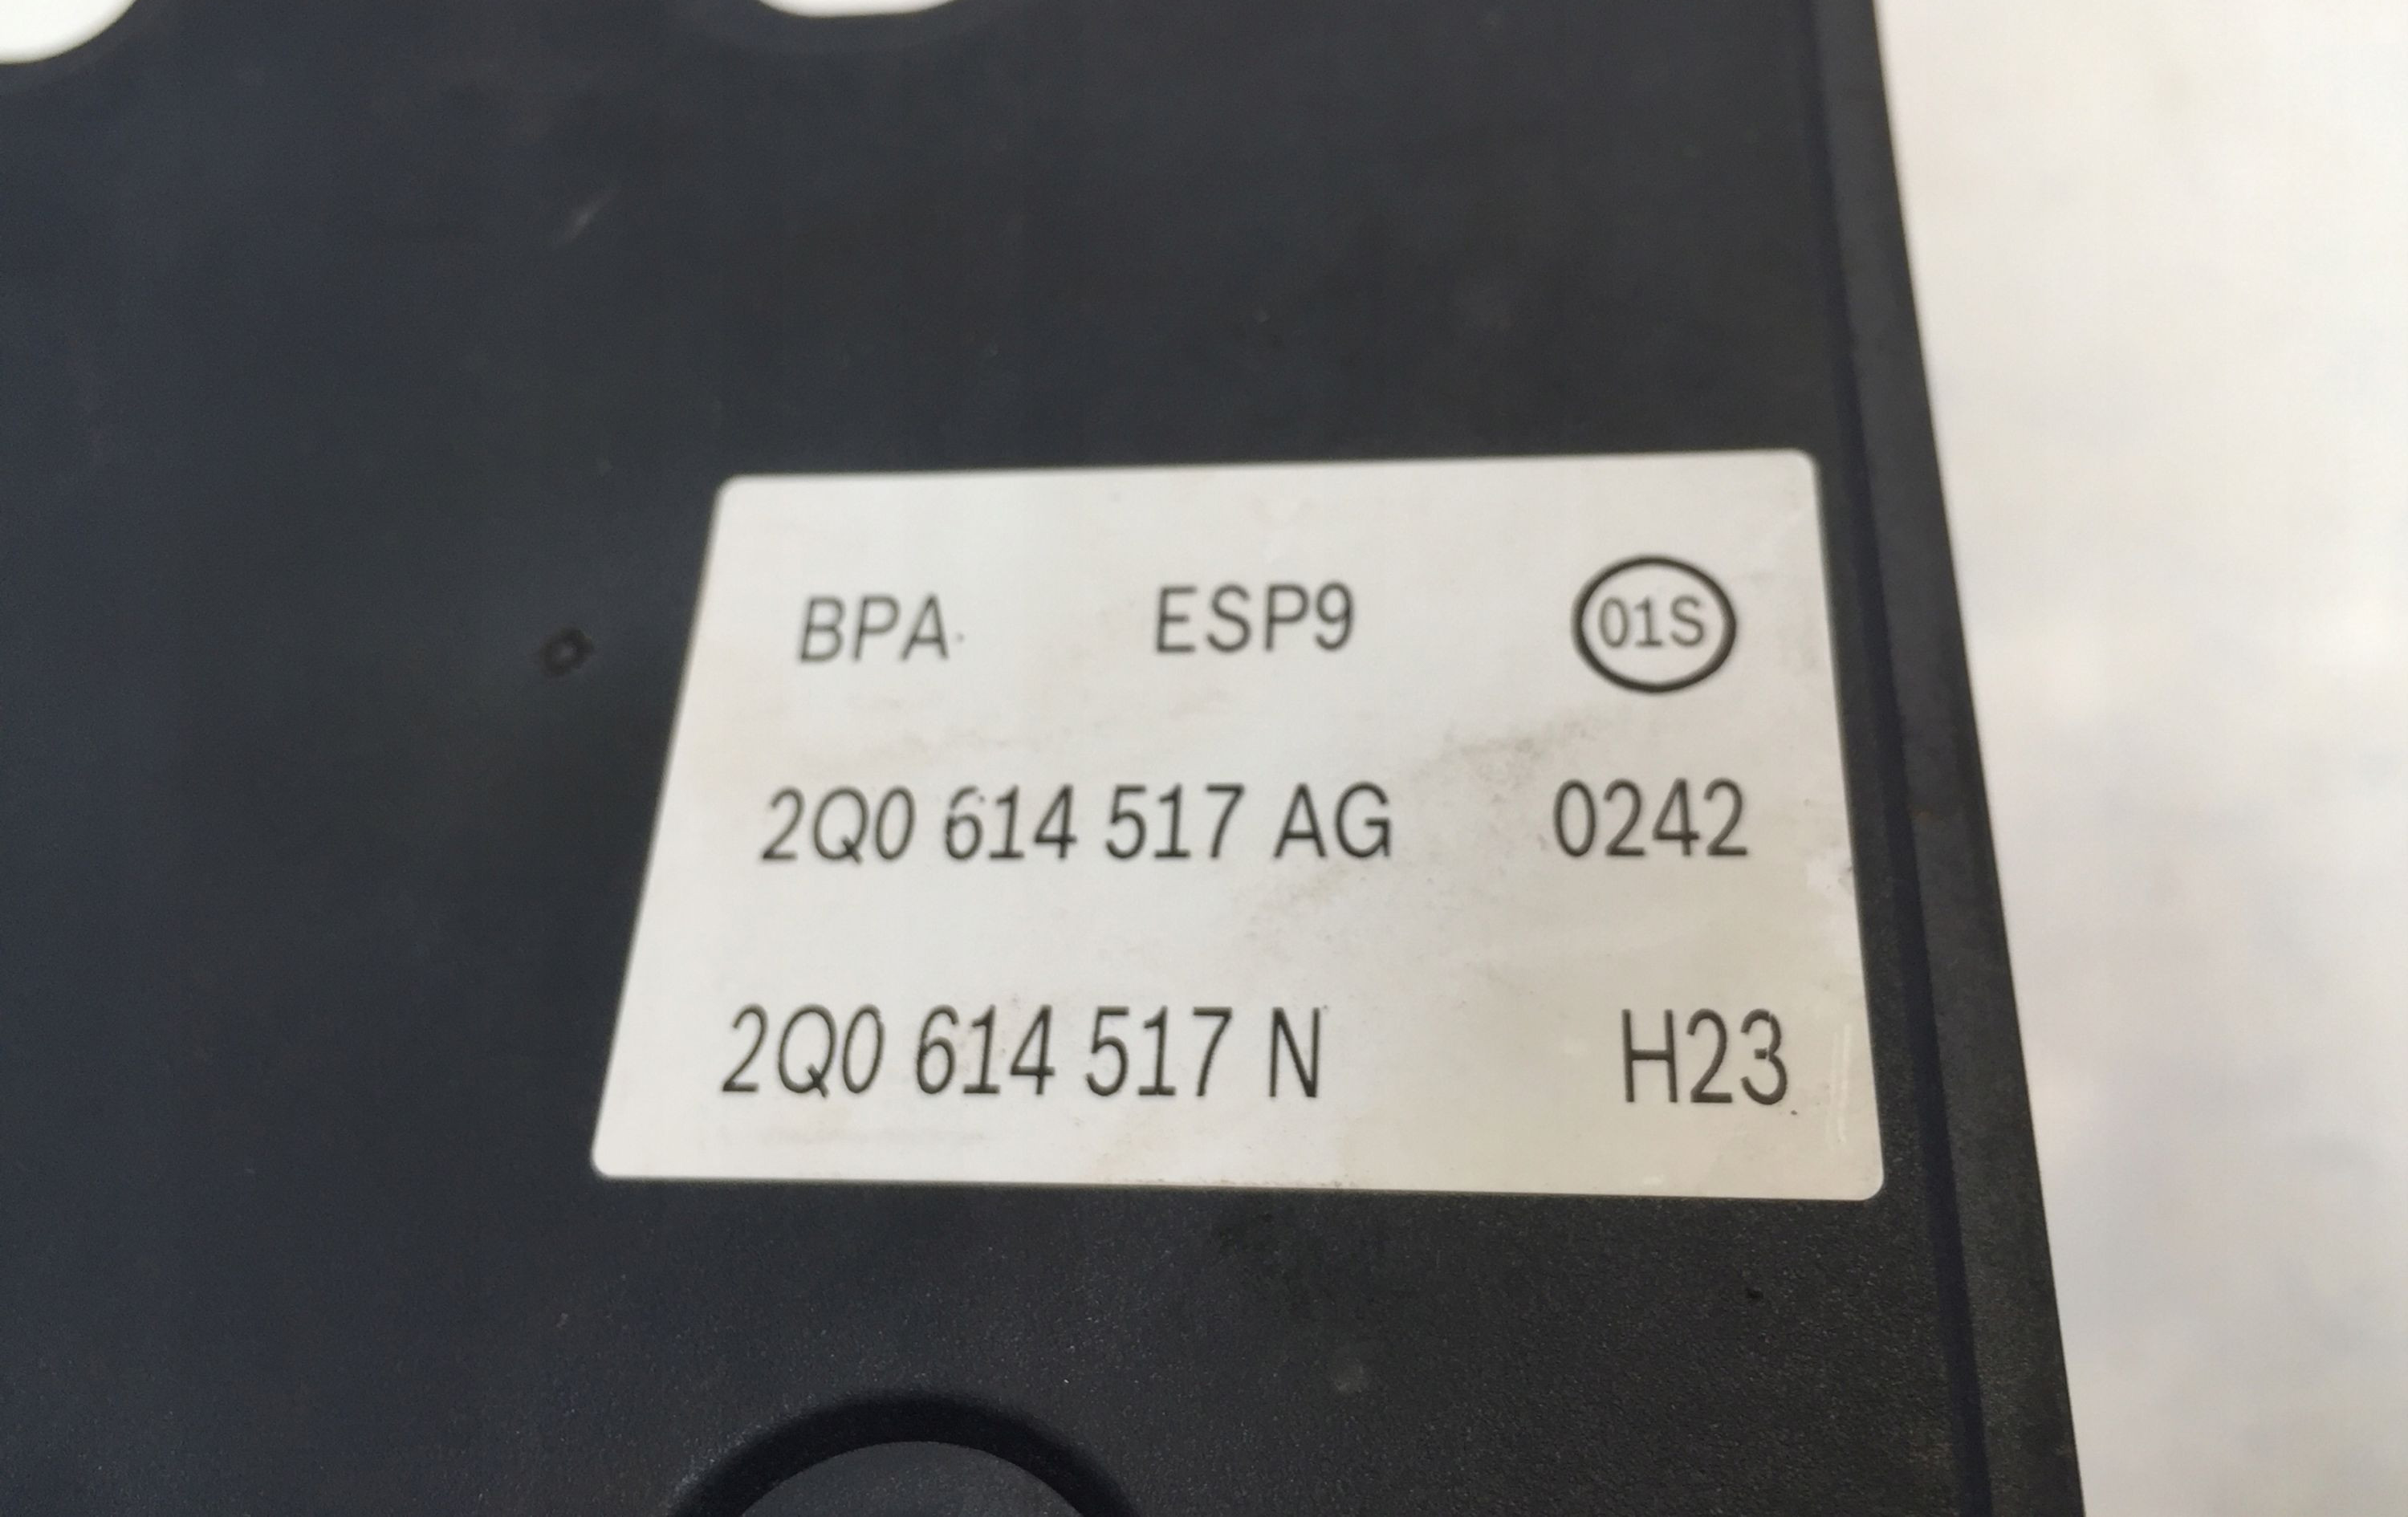 BPA ESP9 01S
2Q0 614 517 AG 0242
2Q0 614 517 N H23